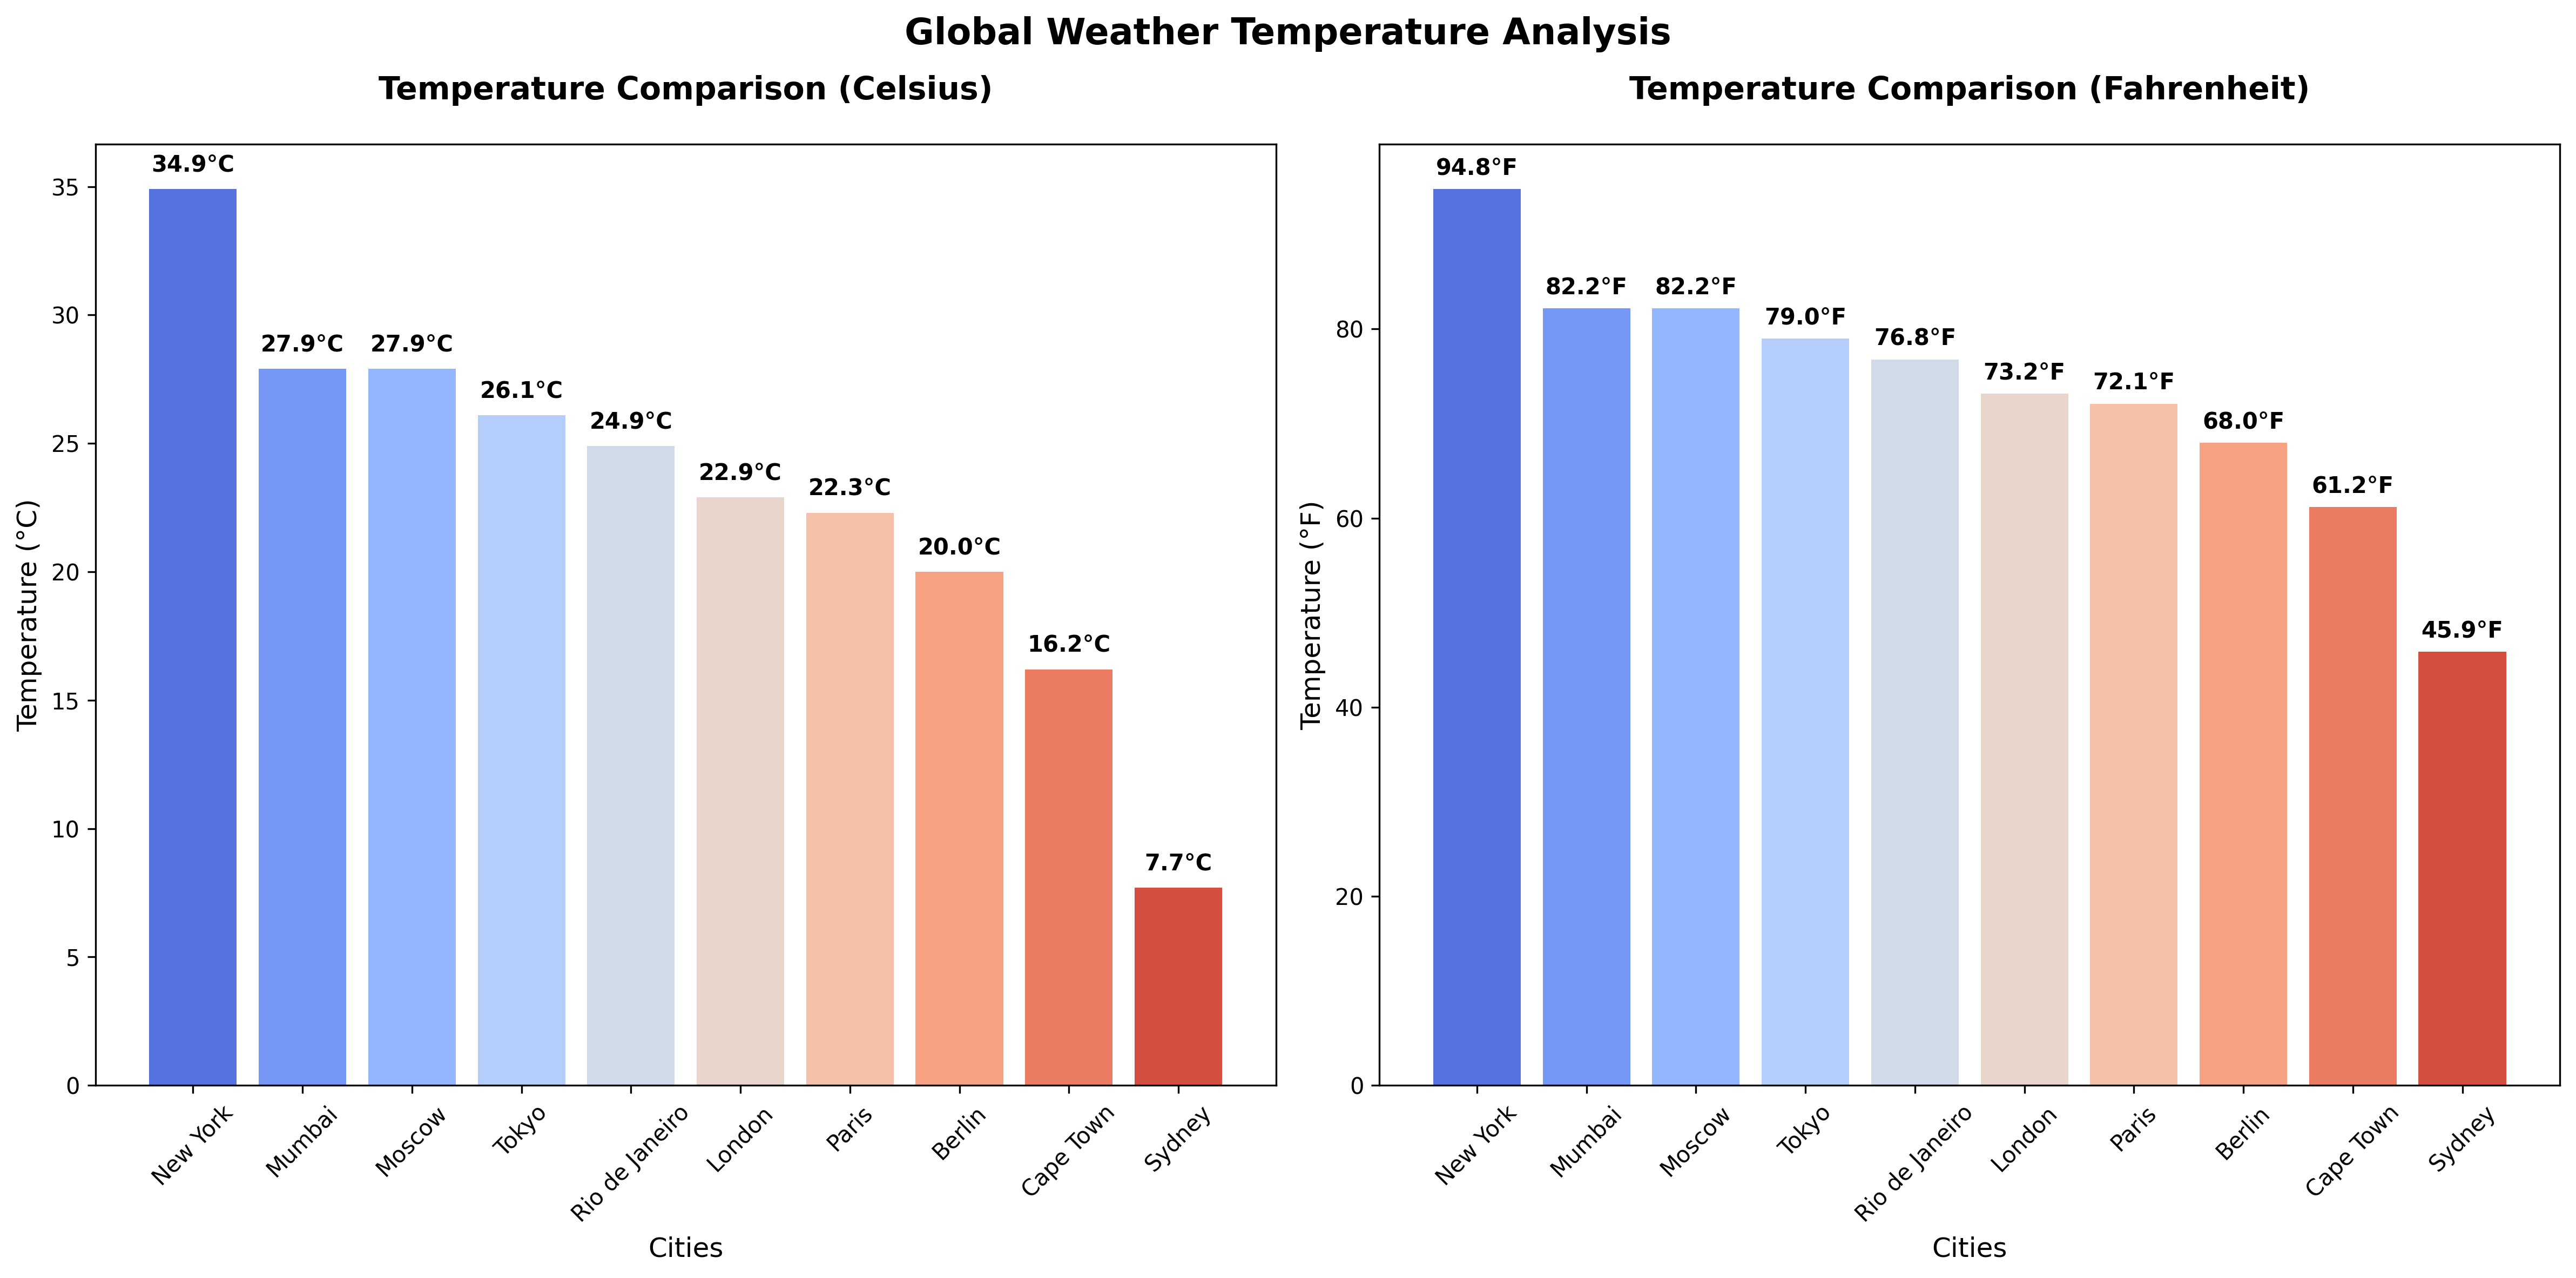 Global Weather Temperature Analysis
Temperature Comparison (Celsius)
Temperature (°C)
35
30
25
20
15
10
5
0
34.9°C
27.9°C
27.9°C
26.1°C
24.9°C
22.9°C
22.3°C
20.0°C
16.2°C
7.7°C
New York
Mumbai
Moscow
Tokyo
Rio de Janeiro
London
Paris
Berlin
Cape Town
Sydney
Cities
Temperature Comparison (Fahrenheit)
Temperature (°F)
80
60
40
20
0
94.8°F
82.2°F
82.2°F
79.0°F
76.8°F
73.2°F
72.1°F
68.0°F
61.2°F
45.9°F
New York
Mumbai
Moscow
Tokyo
Rio de Janeiro
London
Paris
Berlin
Cape Town
Sydney
Cities